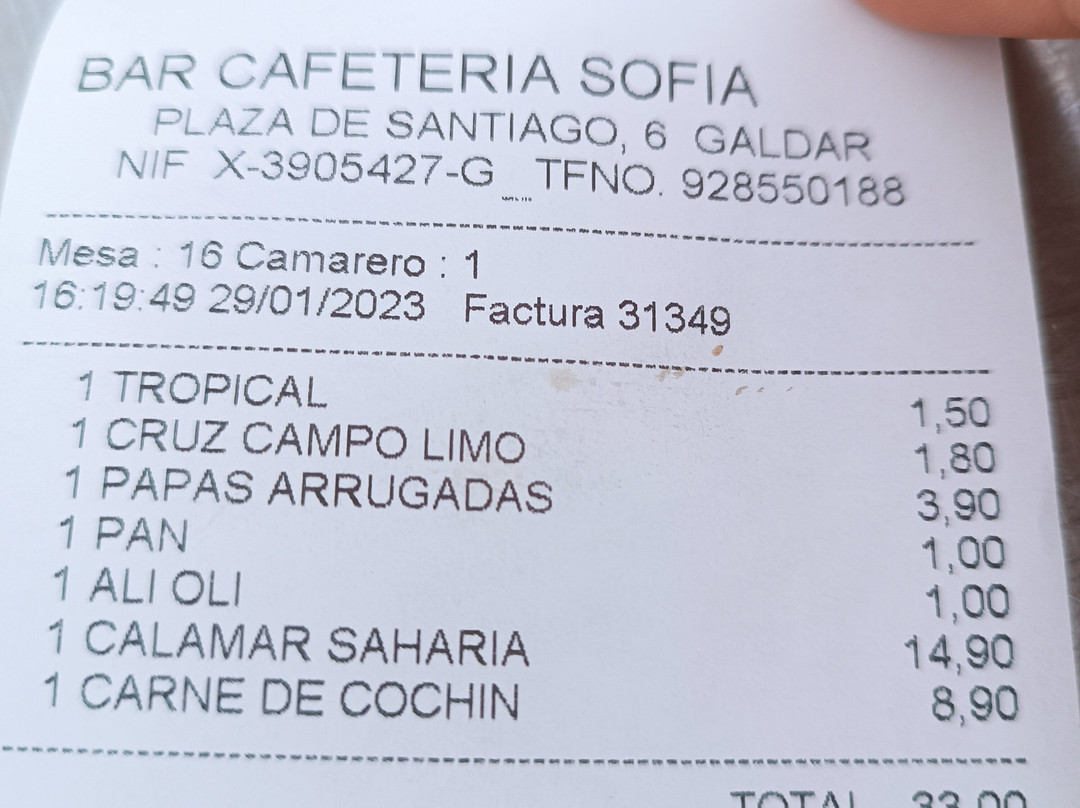 BAR CAFETERIA SOFIA
PLAZA DE SANTIAGO, 6 GALDAR
NIF X-3905427-G TFNO. 928550188
Mesa : 16 Camarero : 1
16:19:49 29/01/2023 Factura 31349
1 TROPICAL 1,50
1 CRUZ CAMPO LIMO 1,80
1 PAPAS ARRUGADAS 3,90
1 PAN 1,00
1 ALI OLI 1,00
1 CALAMAR SAHARIA 14,90
1 CARNE DE COCHIN 8,90
TOTAL 33,00